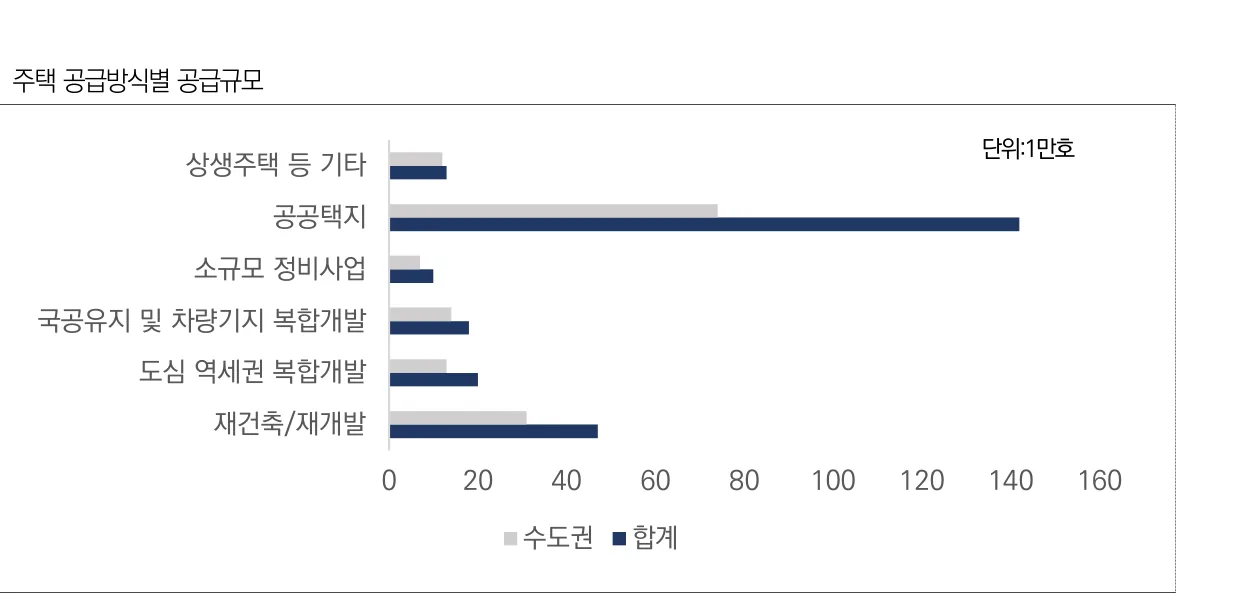 주택 공급방식별 공급규모
단위:1만호
상생주택 등 기타
공공택지
소규모 정비사업
국공유지 및 차량기지 복합개발
도심 역세권 복합개발
재건축/재개발
0 20 40 60 80 100 120 140 160
수도권 합계